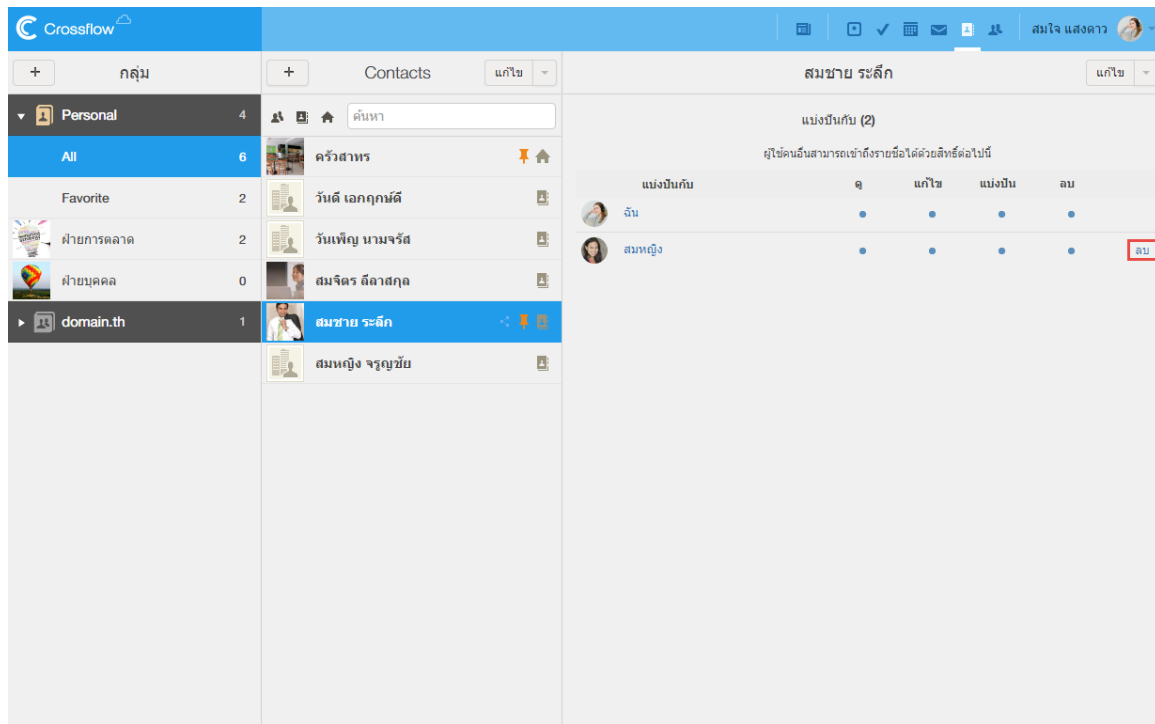 Crossflow
สมใจ แสงดาว
+ กลุ่ม
Personal 4
All 6
Favorite 2
ฝ่ายการตลาด 2
ฝ่ายบุคคล 0
domain.th 1
+ Contacts แก้ไข
ค้นหา
ครัวสาทร
วันดี เอกฤกษ์ดี
วันเพ็ญ นามจรัส
สมจิตร ลีลาสกุล
สมชาย ระลึก
สมหญิง จรูญชัย
สมชาย ระลึก แก้ไข
แบ่งปันกับ (2)
ผู้ใช้คนอื่นสามารถเข้าถึงรายชื่อได้ด้วยสิทธิ์ต่อไปนี้
แบ่งปันกับ ดู แก้ไข แบ่งปัน ลบ
ฉัน
สมหญิง ลบ